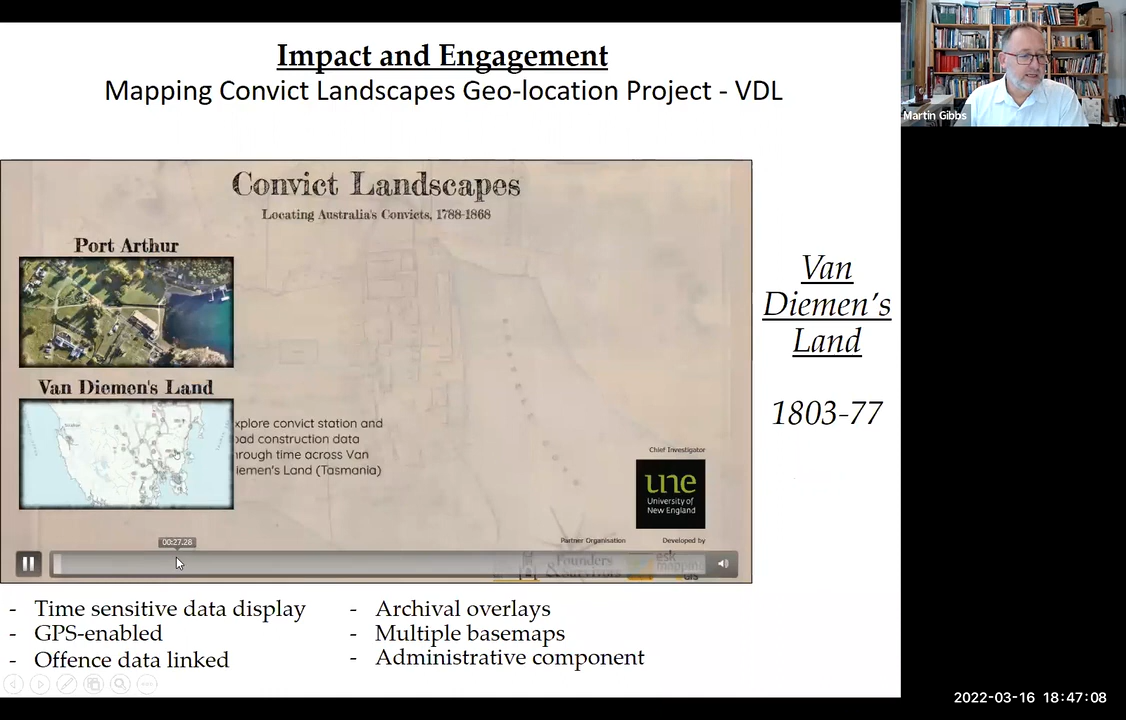 Impact and Engagement
Mapping Convict Landscapes Geo-location Project - VDL
Martin Gibbs
Convict Landscapes
Locating Australia's Convicts, 1788-1868
Port Arthur
Van Diemen's Land
xplore convict station and
oad construction data
hrough time across Van
iemen's Land (Tasmania)
Chief Investigator
une
University of
New England
Partner Organisation
Developed by
Founders
& Survivors
esk
mapping
gis
00:27.28
Van
Diemen's
Land
1803-77
- Time sensitive data display
- GPS-enabled
- Offence data linked
- Archival overlays
- Multiple basemaps
- Administrative component
2022-03-16 18:47:08